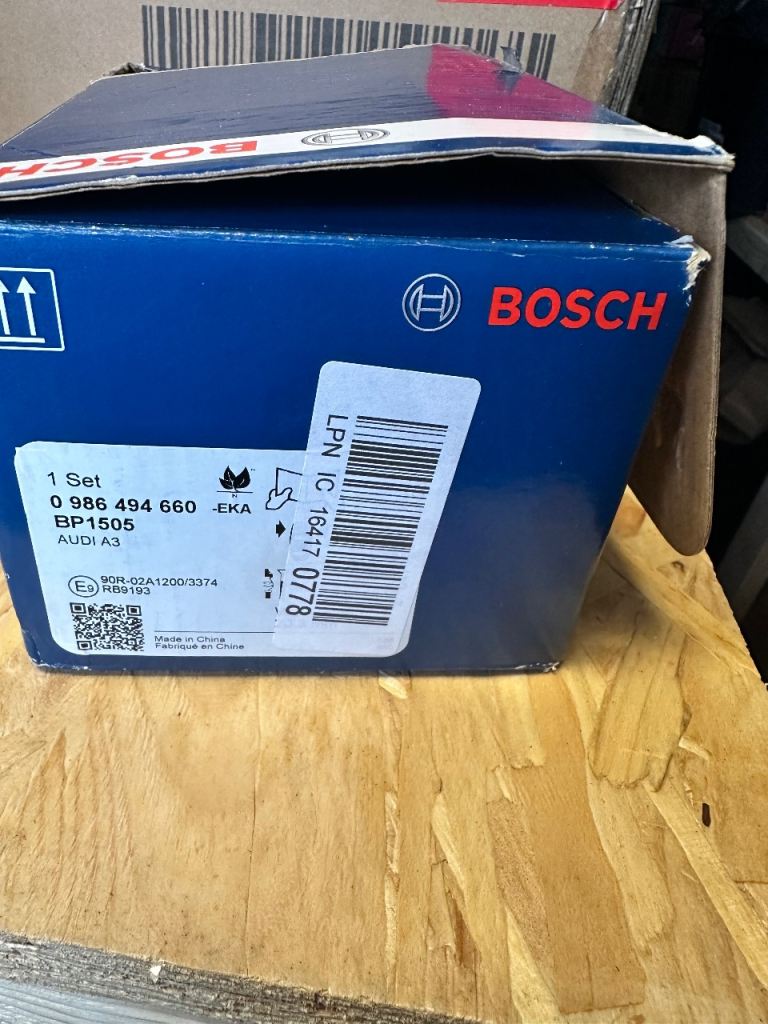 BOSCH
BOSCH
1 Set
0 986 494 660 -EKA
BP1505
AUDI A3
E9 90R-02A1200/3374
RB9193
Made in China
Fabriqué en Chine
LPN IC 16417 0778